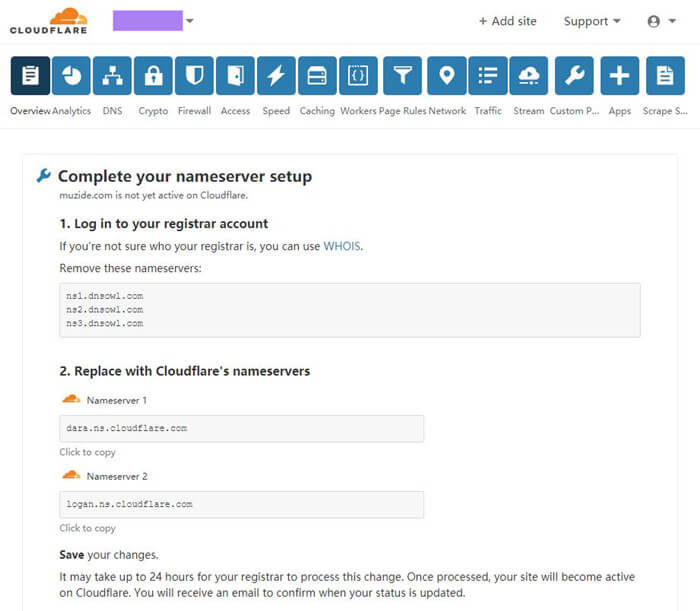 CLOUDFLARE
+ Add site
Support
Overview
Analytics
DNS
Crypto
Firewall
Access
Speed
Caching
Workers
Page Rules
Network
Traffic
Stream
Custom P...
Apps
Scrape S...
Complete your nameserver setup
muzide.com is not yet active on Cloudflare.
1. Log in to your registrar account
If you're not sure who your registrar is, you can use WHOIS.
Remove these nameservers:
ns1.dnsowl.com
ns2.dnsowl.com
ns3.dnsowl.com
2. Replace with Cloudflare's nameservers
Nameserver 1
dara.ns.cloudflare.com
Click to copy
Nameserver 2
logan.ns.cloudflare.com
Click to copy
Save your changes.
It may take up to 24 hours for your registrar to process this change. Once processed, your site will become active
on Cloudflare. You will receive an email to confirm when your status is updated.